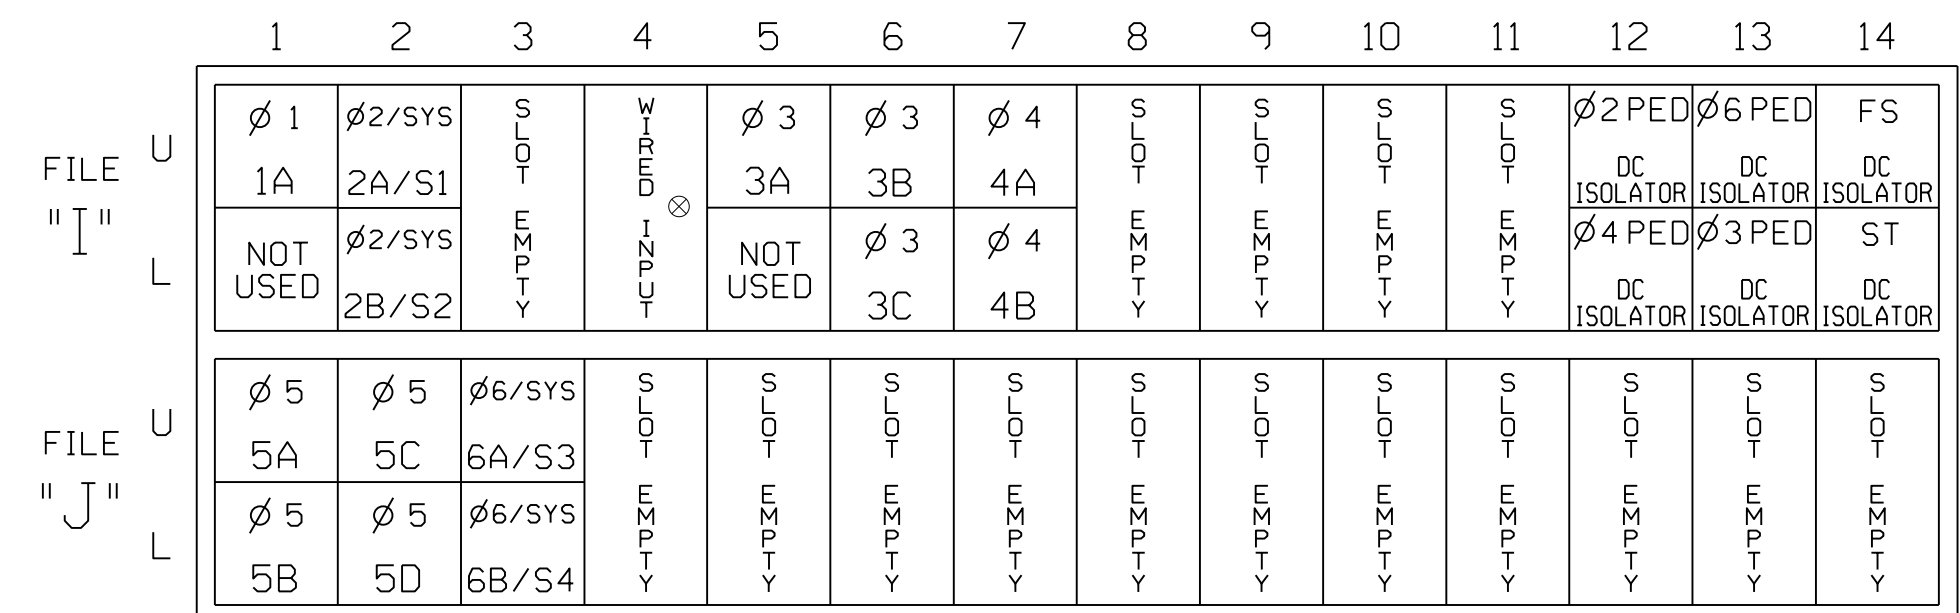 1 2 3 4 5 6 7 8 9 10 11 12 13 14
FILE "I"
U
L
Ø 1
1A
NOT USED
Ø2/SYS
2A/S1
Ø2/SYS
2B/S2
SLOT EMPTY
WIRED INPUT
Ø 3
3A
NOT USED
Ø 3
3B
Ø 3
3C
Ø 4
4A
Ø 4
4B
SLOT EMPTY
SLOT EMPTY
SLOT EMPTY
SLOT EMPTY
Ø2 PED
DC
ISOLATOR
Ø4 PED
DC
ISOLATOR
Ø6 PED
DC
ISOLATOR
Ø3 PED
DC
ISOLATOR
FS
DC
ISOLATOR
ST
DC
ISOLATOR
FILE "J"
U
L
Ø 5
5A
Ø 5
5B
Ø 5
5C
Ø 5
5D
Ø6/SYS
6A/S3
Ø6/SYS
6B/S4
SLOT EMPTY
SLOT EMPTY
SLOT EMPTY
SLOT EMPTY
SLOT EMPTY
SLOT EMPTY
SLOT EMPTY
SLOT EMPTY
SLOT EMPTY
SLOT EMPTY
SLOT EMPTY